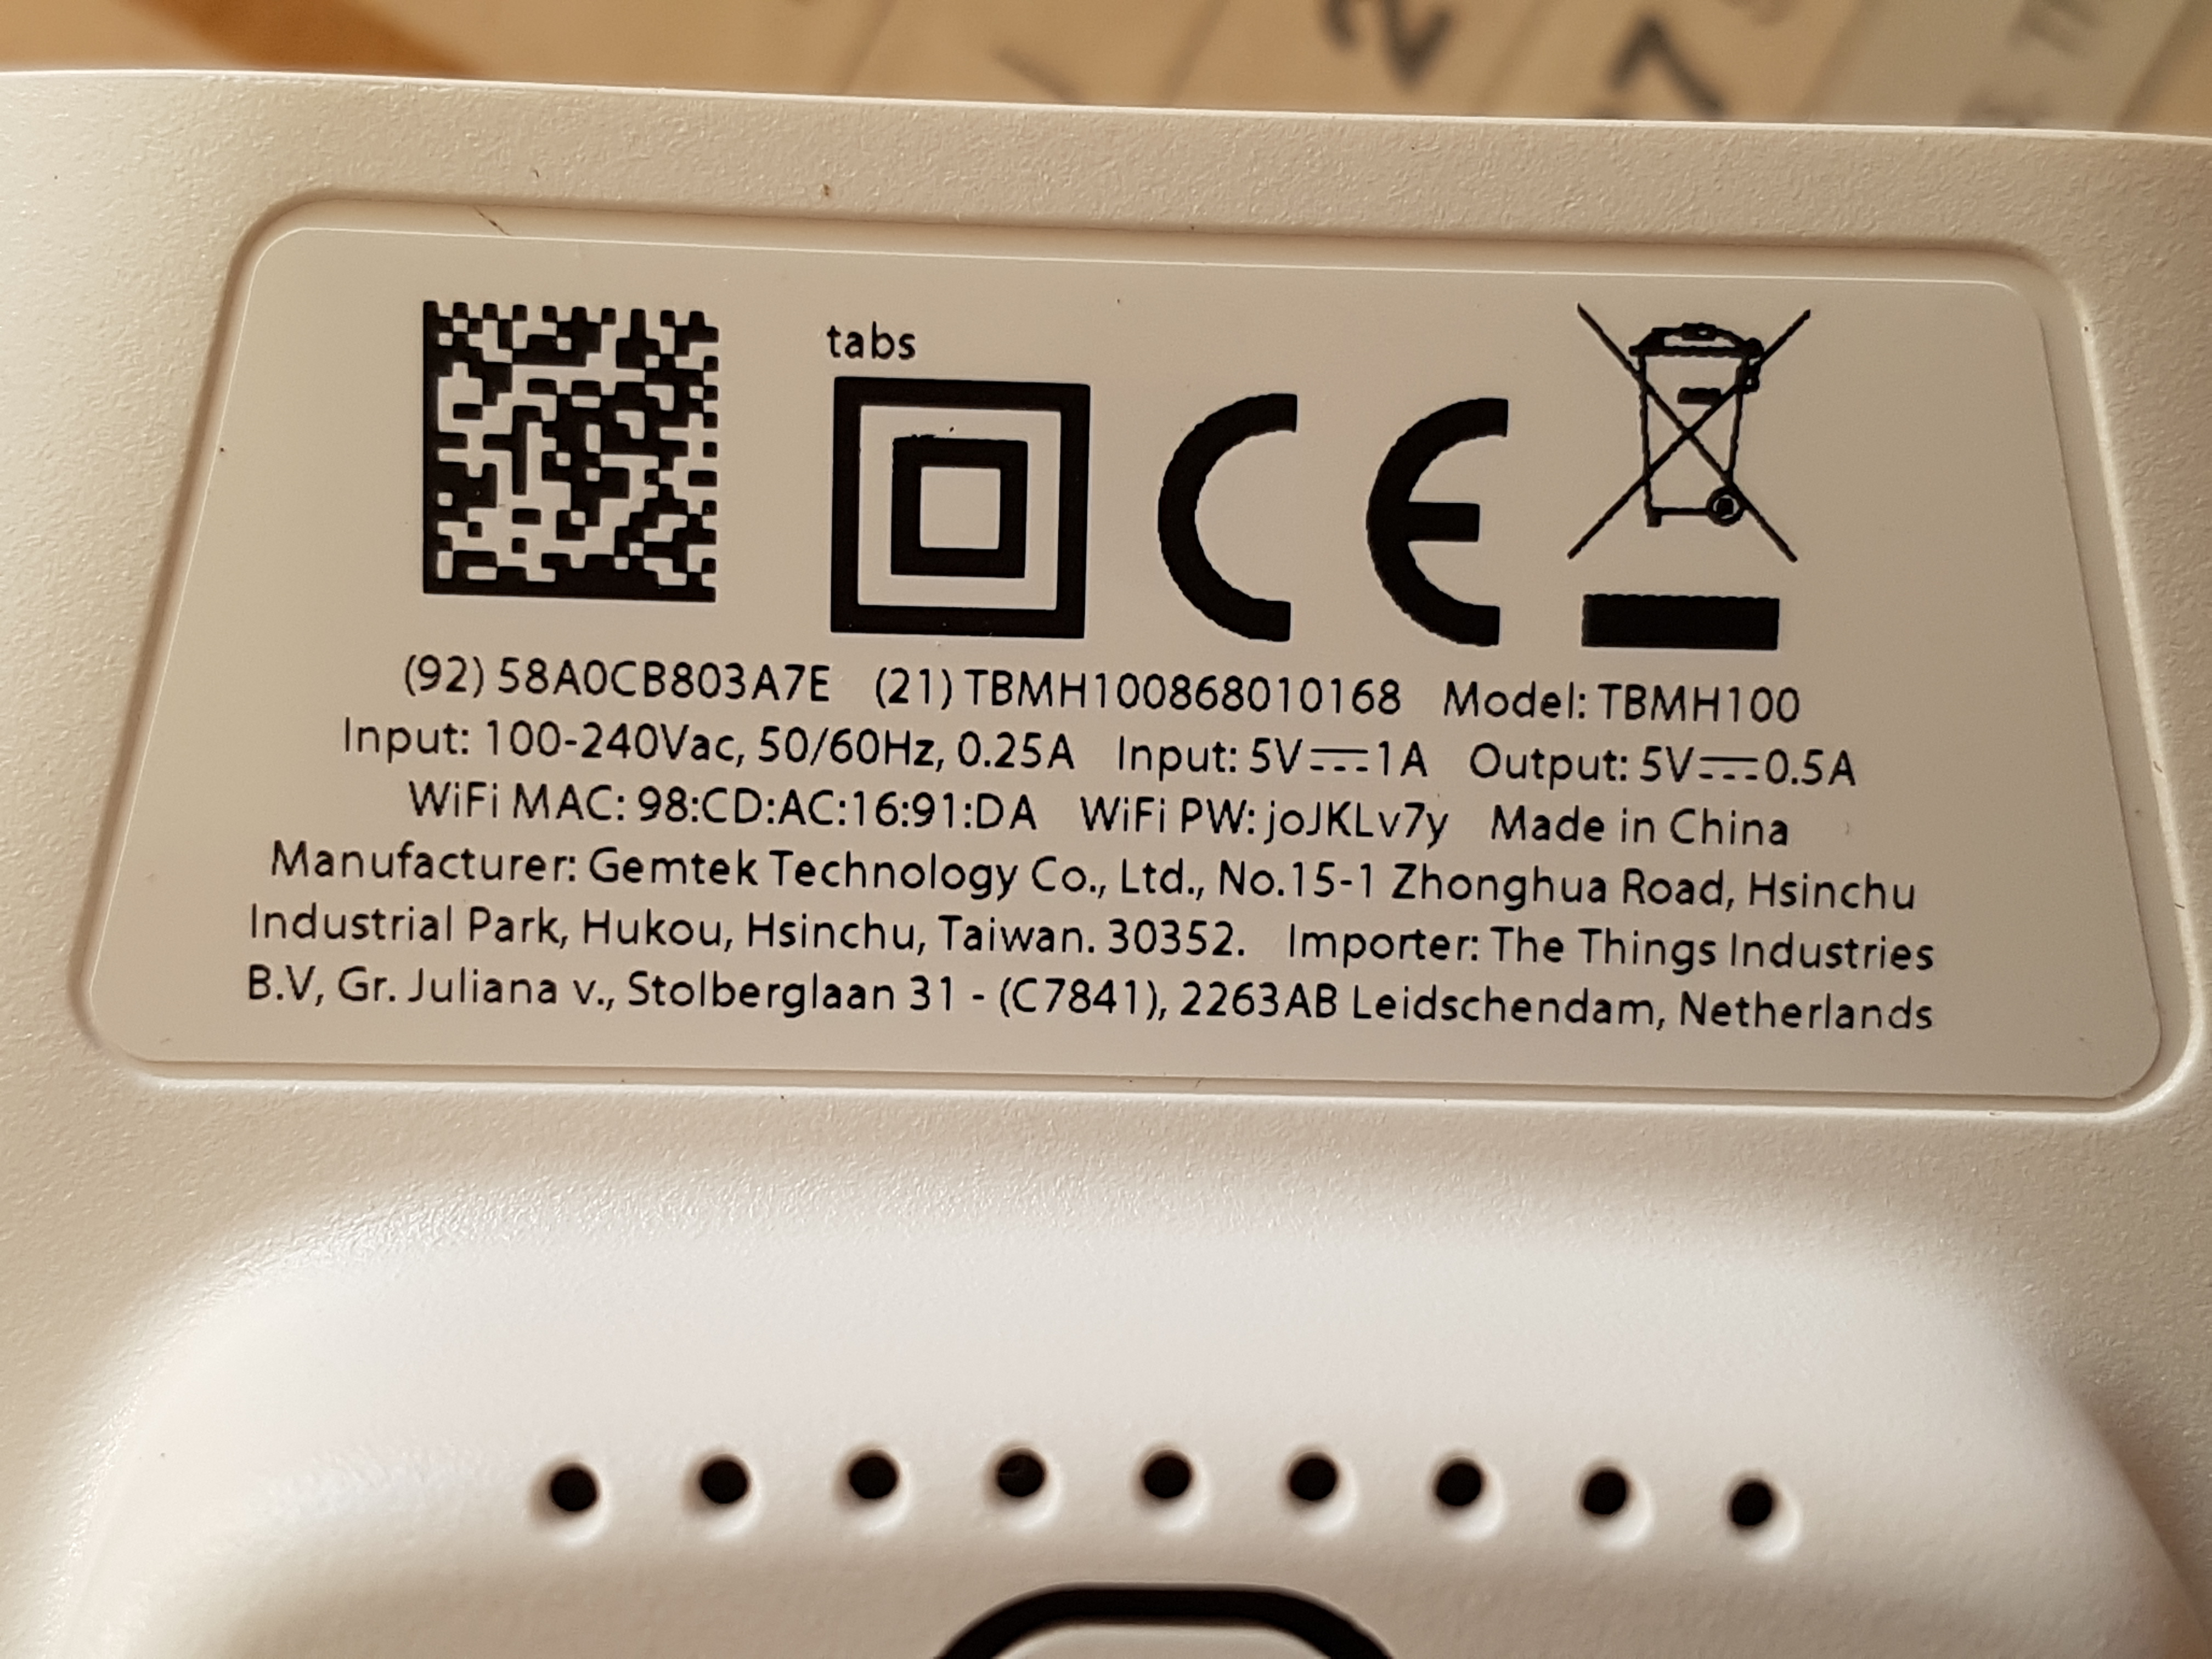 2
7
tabs
CE
(92) 58A0CB803A7E (21) TBMH100868010168 Model: TBMH100
Input: 100-240Vac, 50/60Hz, 0.25A Input: 5V⎓1A Output: 5V⎓0.5A
WiFi MAC: 98:CD:AC:16:91:DA WiFi PW: joJKLv7y Made in China
Manufacturer: Gemtek Technology Co., Ltd., No.15-1 Zhonghua Road, Hsinchu
Industrial Park, Hukou, Hsinchu, Taiwan. 30352. Importer: The Things Industries
B.V, Gr. Juliana v., Stolberglaan 31 - (C7841), 2263AB Leidschendam, Netherlands